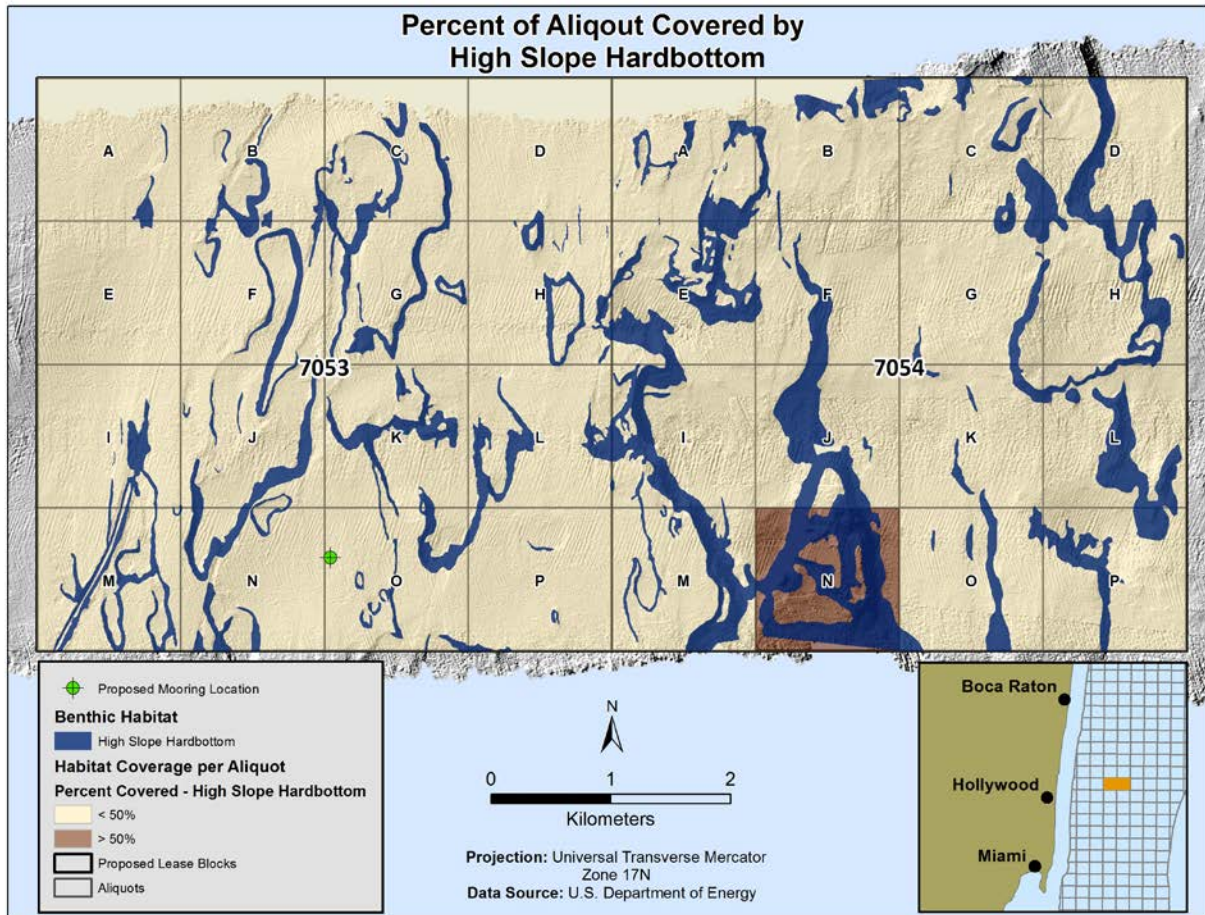 Percent of Aliqout Covered by
High Slope Hardbottom
A B C D A B C D
E F G H E F G H
7053 7054
I J K L I J K L
M N O P M N O P
Proposed Mooring Location
Benthic Habitat
High Slope Hardbottom
Habitat Coverage per Aliquot
Percent Covered - High Slope Hardbottom
< 50%
> 50%
Proposed Lease Blocks
Aliquots
N
0 1 2
Kilometers
Projection: Universal Transverse Mercator
Zone 17N
Data Source: U.S. Department of Energy
Boca Raton
Hollywood
Miami